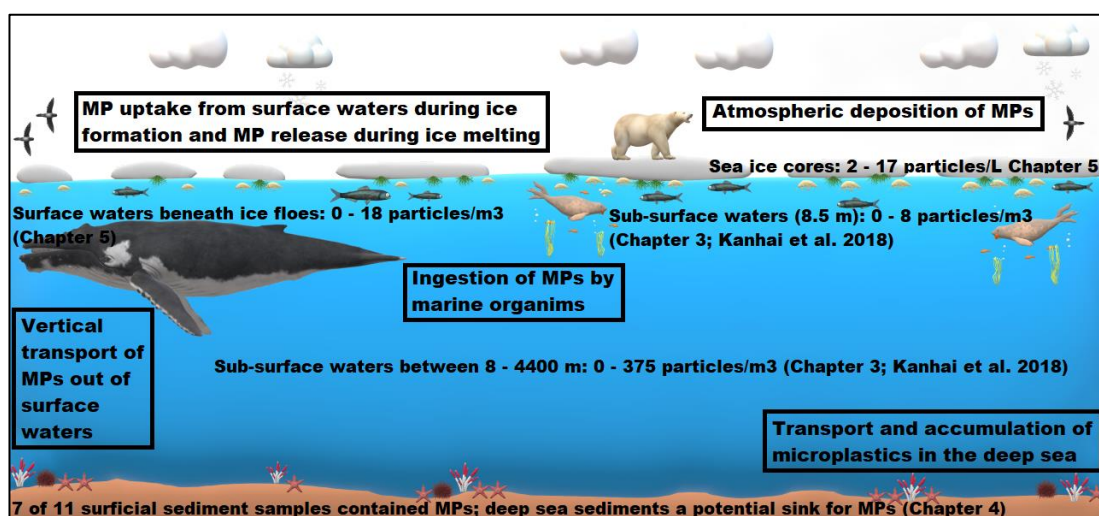 MP uptake from surface waters during ice
formation and MP release during ice melting
Atmospheric deposition of MPs
Sea ice cores: 2 - 17 particles/L Chapter 5
Surface waters beneath ice floes: 0 - 18 particles/m3
(Chapter 5)
Sub-surface waters (8.5 m): 0 - 8 particles/m3
(Chapter 3; Kanhai et al. 2018)
Ingestion of MPs by
marine organims
Vertical
transport of
MPs out of
surface
waters
Sub-surface waters between 8 - 4400 m: 0 - 375 particles/m3 (Chapter 3; Kanhai et al. 2018)
Transport and accumulation of
microplastics in the deep sea
7 of 11 surficial sediment samples contained MPs; deep sea sediments a potential sink for MPs (Chapter 4)